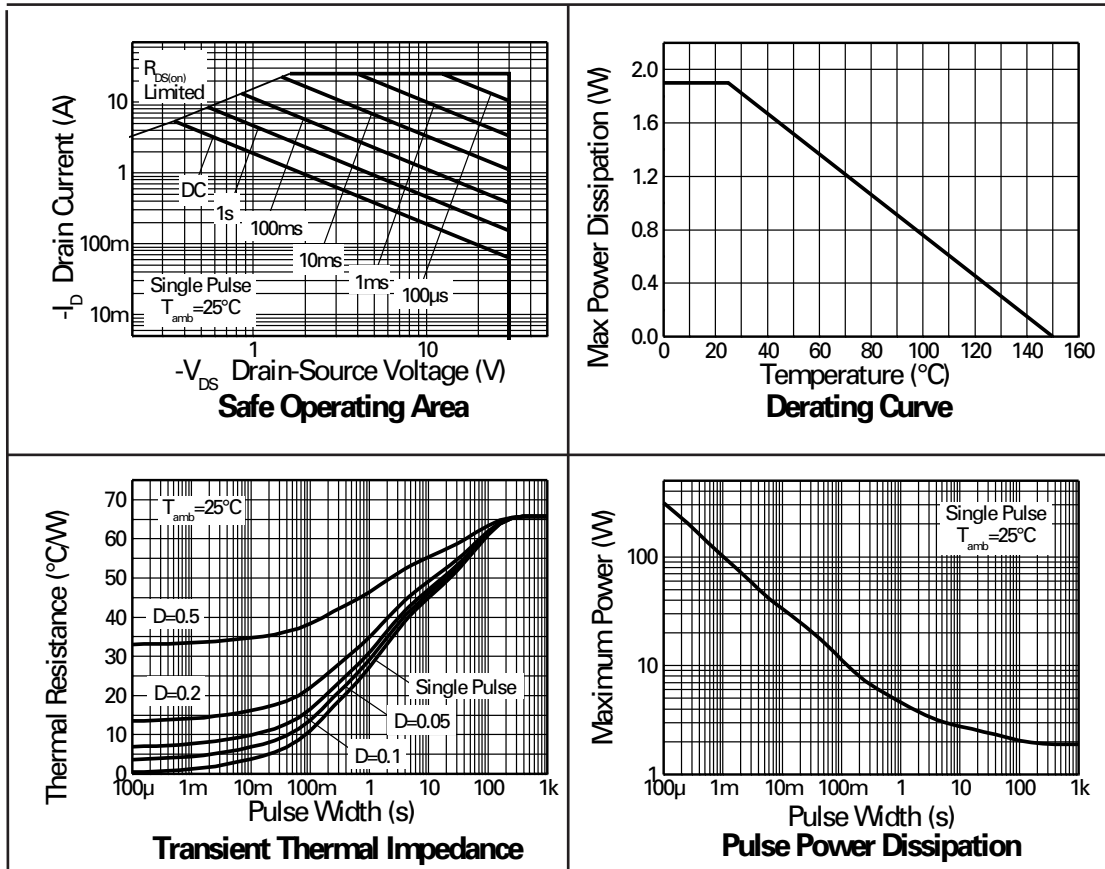 R_DS(on)
Limited
10
1
100m
10m
-I_D Drain Current (A)
DC
1s
100ms
10ms
1ms
100µs
Single Pulse
T_amb=25°C
1
10
-V_DS Drain-Source Voltage (V)
Safe Operating Area
2.0
1.6
1.2
0.8
0.4
0.0
Max Power Dissipation (W)
0 20 40 60 80 100 120 140 160
Temperature (°C)
Derating Curve
70
60
50
40
30
20
10
0
Thermal Resistance (°C/W)
T_amb=25°C
D=0.5
D=0.2
Single Pulse
D=0.05
D=0.1
100µ 1m 10m 100m 1 10 100 1k
Pulse Width (s)
Transient Thermal Impedance
100
10
1
Maximum Power (W)
Single Pulse
T_amb=25°C
100µ 1m 10m 100m 1 10 100 1k
Pulse Width (s)
Pulse Power Dissipation